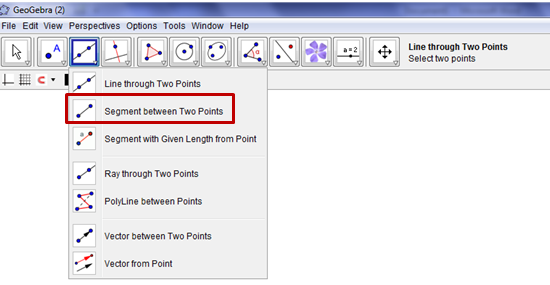 GeoGebra (2)
File Edit View Perspectives Options Tools Window Help
A
α
a = 2
Line through Two Points
Select two points
Line through Two Points
Segment between Two Points
a
Segment with Given Length from Point
Ray through Two Points
PolyLine between Points
Vector between Two Points
Vector from Point